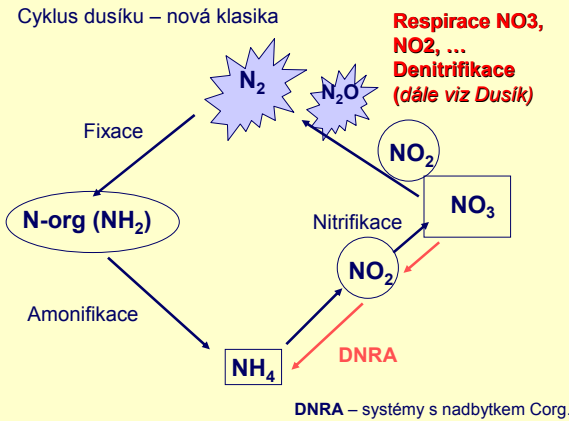 Cyklus dusíku – nová klasika
Respirace NO3,
NO2, …
Denitrifikace
(dále viz Dusík)
N₂
N₂O
Fixace
NO₂
NO₃
N-org (NH₂)
Nitrifikace
NO₂
Amonifikace
DNRA
NH₄
DNRA – systémy s nadbytkem Corg.